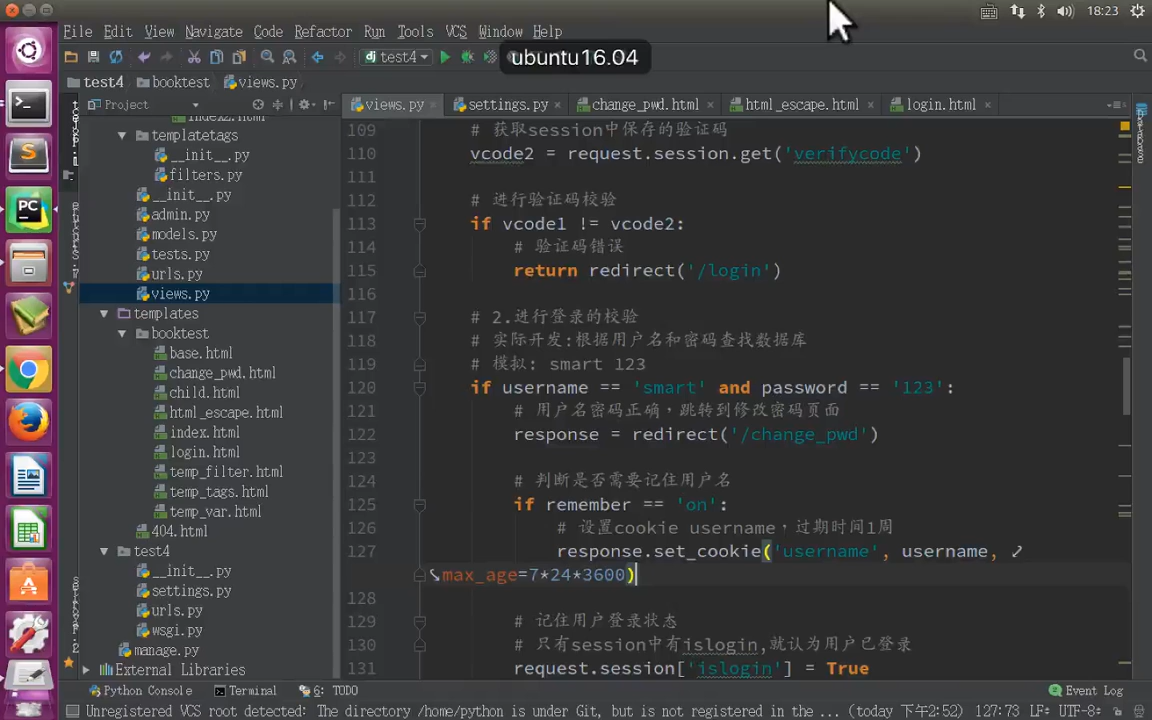 18:23
File Edit View Navigate Code Refactor Run Tools VCS Window Help
test4
ubuntu16.04
test4 booktest views.py
Project
views.py settings.py change_pwd.html html_escape.html login.html
templatetags
__init__.py
filters.py
__init__.py
admin.py
models.py
tests.py
urls.py
views.py
templates
booktest
base.html
change_pwd.html
child.html
html_escape.html
index.html
login.html
temp_filter.html
temp_tags.html
temp_var.html
404.html
test4
__init__.py
settings.py
urls.py
wsgi.py
manage.py
External Libraries
109 # 获取session中保存的验证码
110 vcode2 = request.session.get('verifycode')
111
112 # 进行验证码校验
113 if vcode1 != vcode2:
114 # 验证码错误
115 return redirect('/login')
116
117 # 2.进行登录的校验
118 # 实际开发:根据用户名和密码查找数据库
119 # 模拟: smart 123
120 if username == 'smart' and password == '123':
121 # 用户名密码正确，跳转到修改密码页面
122 response = redirect('/change_pwd')
123
124 # 判断是否需要记住用户名
125 if remember == 'on':
126 # 设置cookie username，过期时间1周
127 response.set_cookie('username', username,
max_age=7*24*3600)
128
129 # 记住用户登录状态
130 # 只有session中有islogin,就认为用户已登录
131 request.session['islogin'] = True
Python Console Terminal 6: TODO Event Log
Unregistered VCS root detected: The directory /home/python is under Git, but is not registered in the ... (today 下午2:52) 127:73 LF÷ UTF-8÷